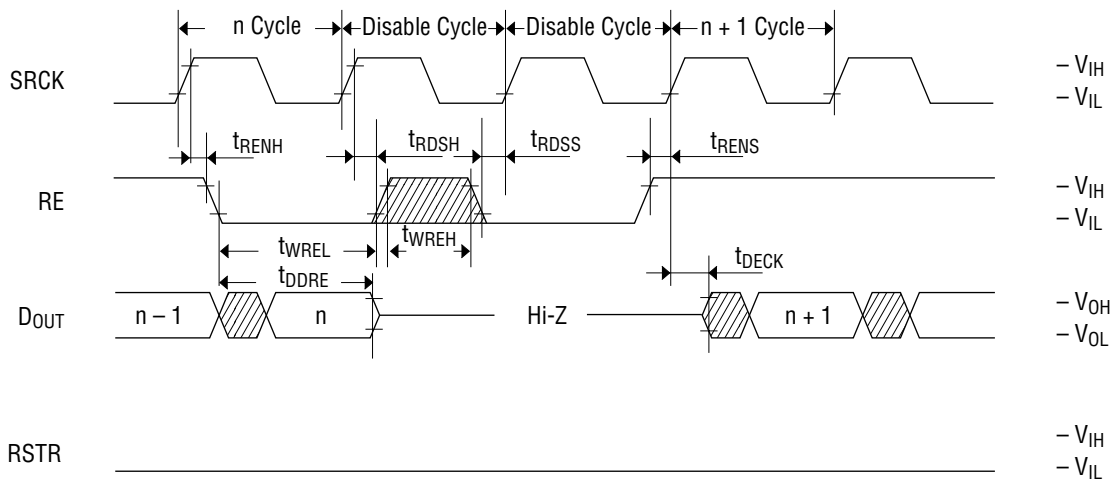 n Cycle Disable Cycle Disable Cycle n + 1 Cycle
SRCK
– VIH
– VIL
tRENH tRDSH tRDSS tRENS
RE
– VIH
– VIL
tWREL tWREH
tDDRE
tDECK
DOUT
n – 1 n Hi-Z n + 1
– VOH
– VOL
RSTR
– VIH
– VIL